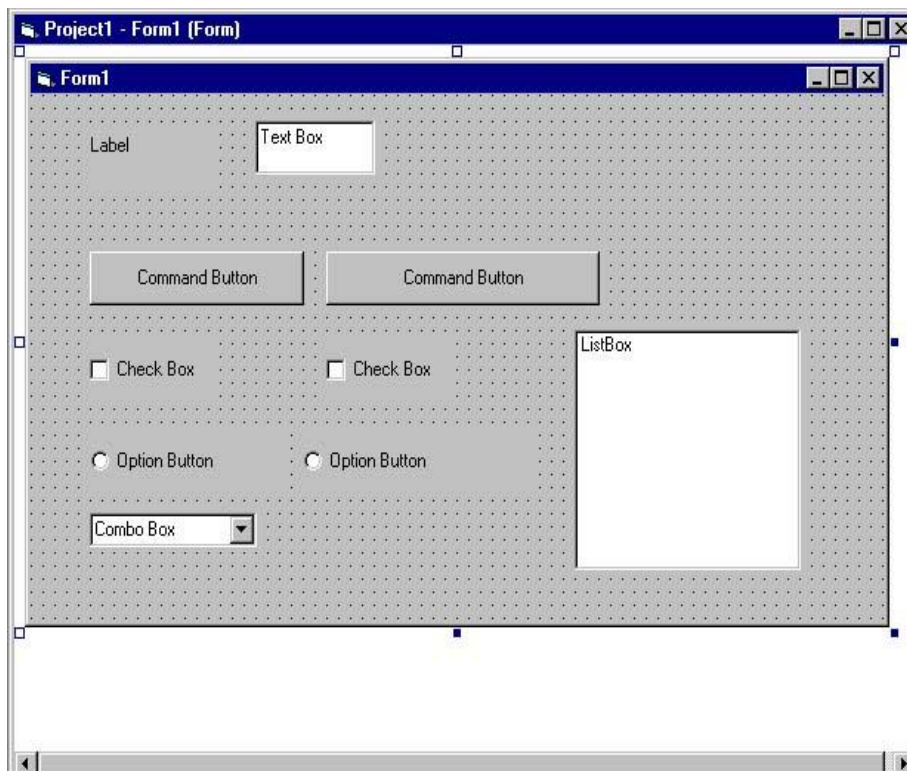 Project1 - Form1 (Form)
Form1
Label
Text Box
Command Button
Command Button
ListBox
Check Box
Check Box
Option Button
Option Button
Combo Box